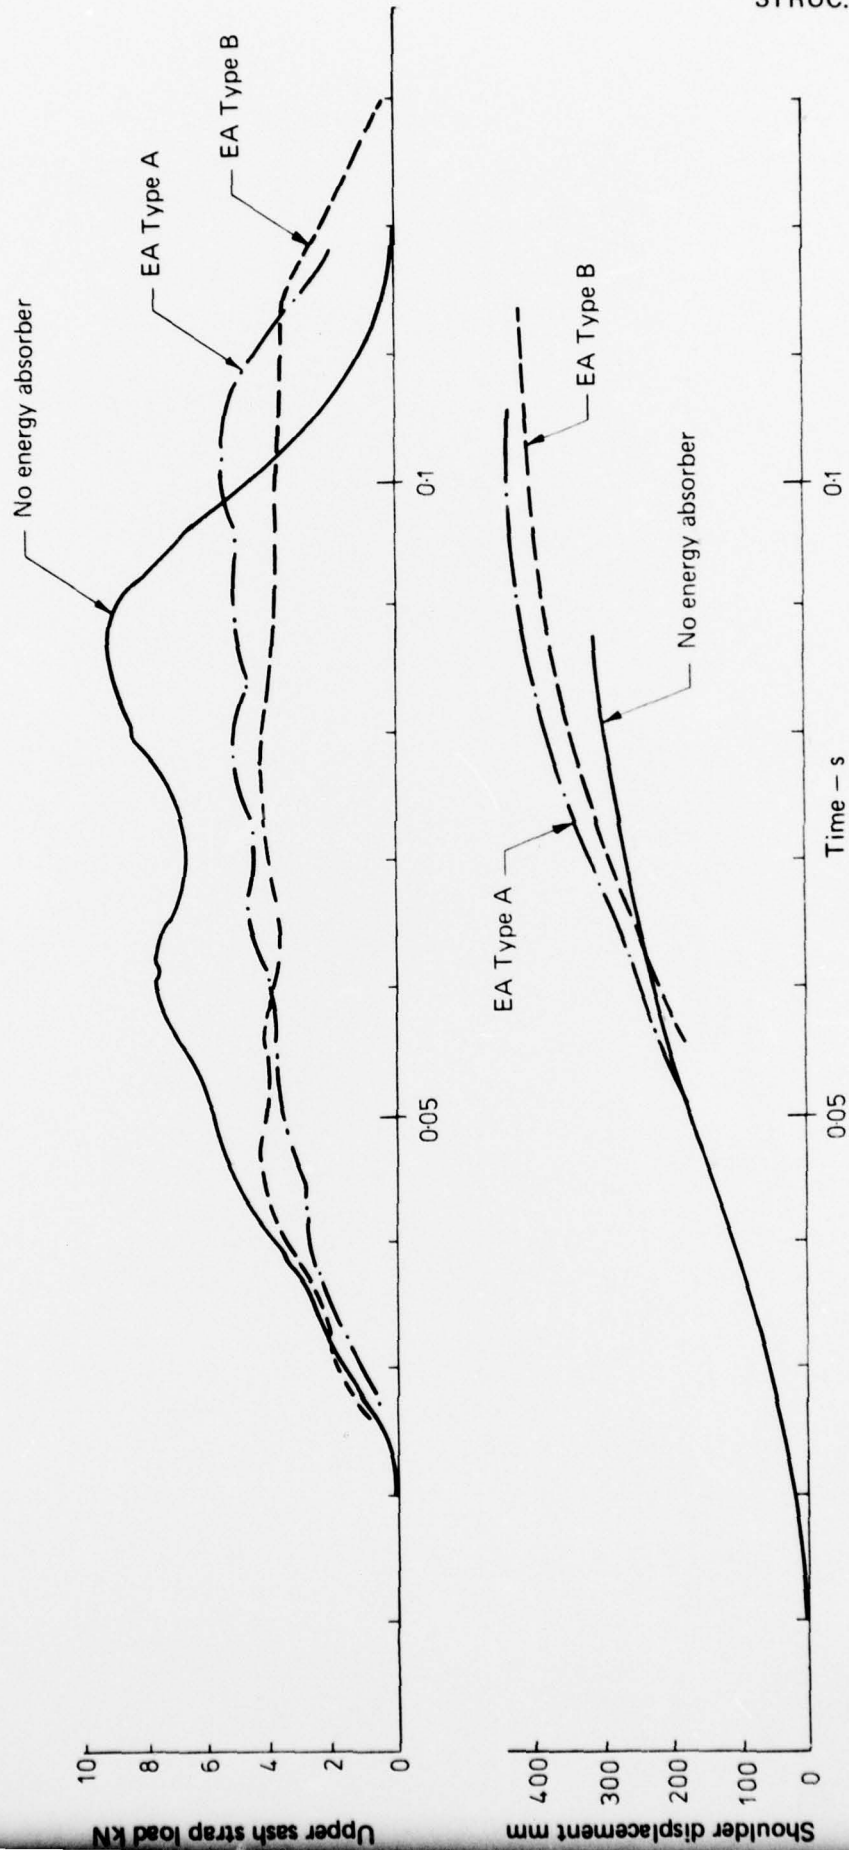 STRUC.
Upper sash strap load kN
10
8
6
4
2
0
0·05
0·1
No energy absorber
EA Type A
EA Type B
Shoulder displacement mm
400
300
200
100
0
0·05
0·1
Time – s
EA Type A
No energy absorber
EA Type B